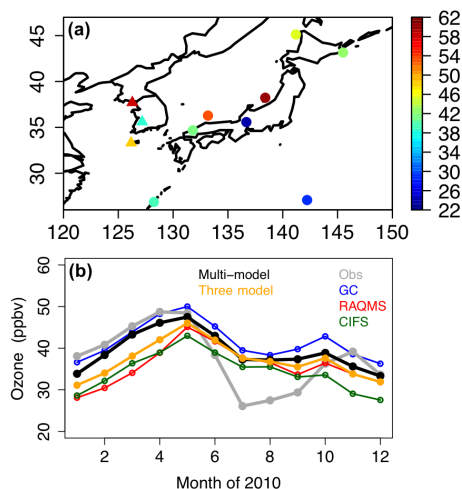 (a)
45
40
35
30
120 125 130 135 140 145 150
62
58
54
50
46
42
38
34
30
26
22
(b)
Multi−model
Three model
Obs
GC
RAQMS
CIFS
60
50
40
30
20
Ozone (ppbv)
2 4 6 8 10 12
Month of 2010